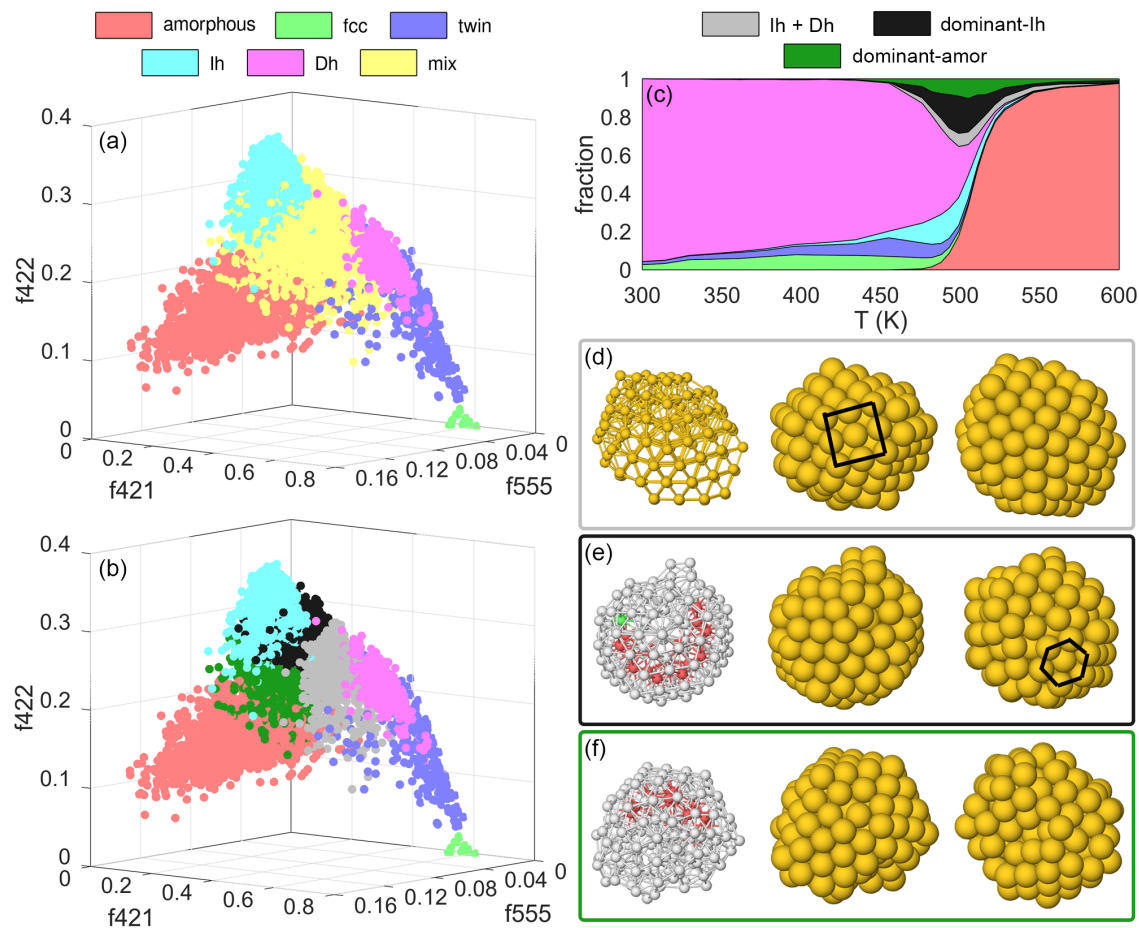 amorphous fcc twin
Ih Dh mix
(a)
0.4
0.3
0.2
0.1
0
f422
0 0.2 0.4 0.6 0.8
f421
0.16 0.12 0.08 0.04 0
f555
(b)
0.4
0.3
0.2
0.1
0
f422
0 0.2 0.4 0.6 0.8
f421
0.16 0.12 0.08 0.04 0
f555
Ih + Dh dominant-Ih
dominant-amor
(c)
1
0.8
0.6
0.4
0.2
0
fraction
300 350 400 450 500 550 600
T (K)
(d)
(e)
(f)